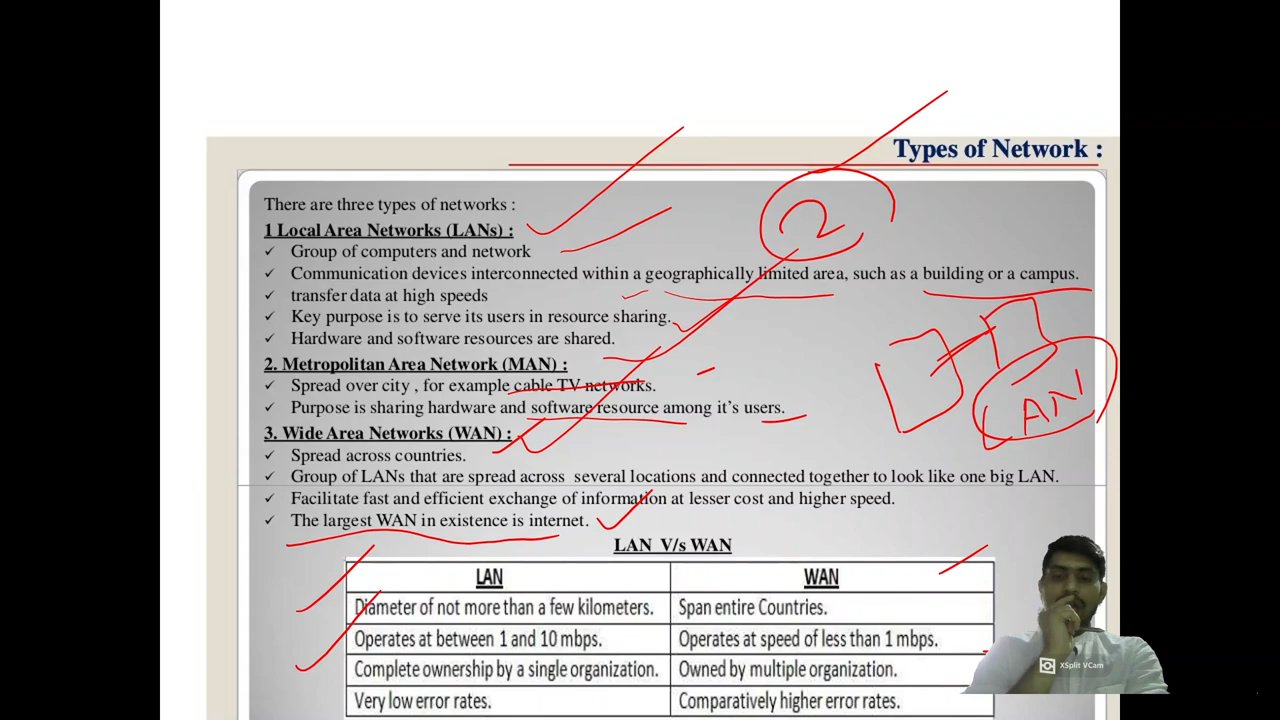 Types of Network :
There are three types of networks :
1 Local Area Networks (LANs) :
✓ Group of computers and network
✓ Communication devices interconnected within a geographically limited area, such as a building or a campus.
✓ transfer data at high speeds
✓ Key purpose is to serve its users in resource sharing.
✓ Hardware and software resources are shared.
2. Metropolitan Area Network (MAN) :
✓ Spread over city , for example cable TV networks.
✓ Purpose is sharing hardware and software resource among it's users.
3. Wide Area Networks (WAN) :
✓ Spread across countries.
✓ Group of LANs that are spread across several locations and connected together to look like one big LAN.
✓ Facilitate fast and efficient exchange of information at lesser cost and higher speed.
✓ The largest WAN in existence is internet.
2
LAN
LAN V/s WAN
LAN WAN
Diameter of not more than a few kilometers. Span entire Countries.
Operates at between 1 and 10 mbps. Operates at speed of less than 1 mbps.
Complete ownership by a single organization. Owned by multiple organization.
Very low error rates. Comparatively higher error rates.
XSplit VCam